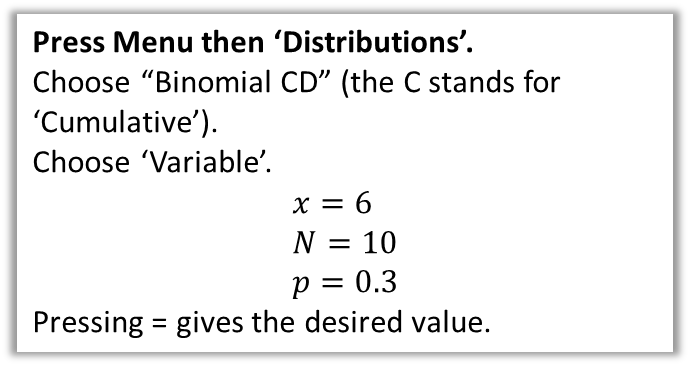 Press Menu then ‘Distributions’.
Choose “Binomial CD” (the C stands for
‘Cumulative’).
Choose ‘Variable’.
x = 6
N = 10
p = 0.3
Pressing = gives the desired value.